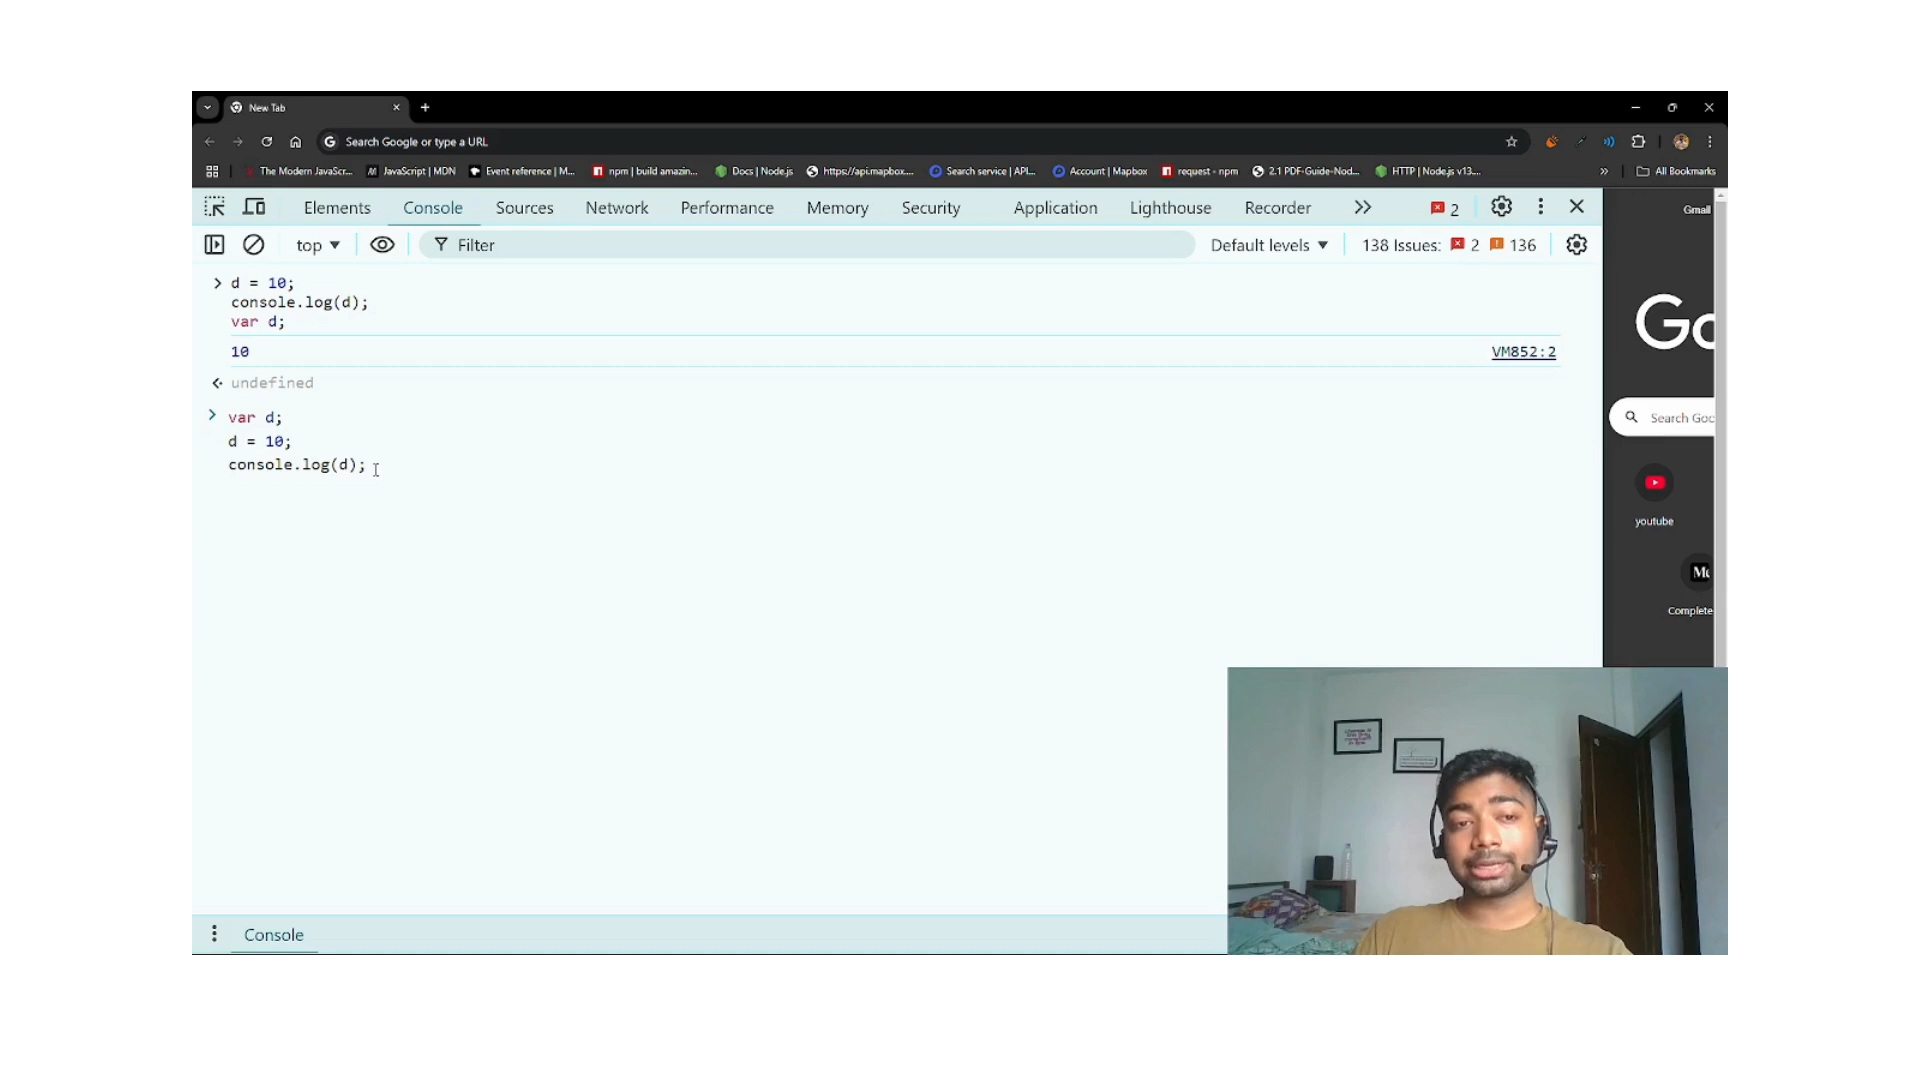 New Tab
Search Google or type a URL
The Modern JavaScr... JavaScript | MDN Event reference | M... npm | build amazin... Docs | Node.js https://api.mapbox.... Search service | API... Account | Mapbox request - npm 2.1 PDF-Guide-Nod... HTTP | Node.js v13.... » All Bookmarks
Elements Console Sources Network Performance Memory Security Application Lighthouse Recorder 2
Gmail
top Filter Default levels 138 Issues: 2 136
> d = 10;
console.log(d);
var d;
10 VM852:2
undefined
> var d;
d = 10;
console.log(d);
Go
Search Goo
youtube
Complete
Console